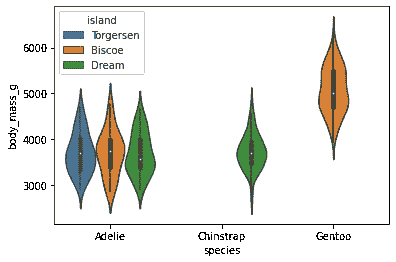 island
Torgersen
Biscoe
Dream
body_mass_g
6000
5000
4000
3000
Adelie
Chinstrap
Gentoo
species